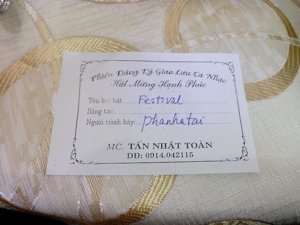 Phiếu Đăng Ký Giao Lưu Ca Nhạc
Hát Mừng Hạnh Phúc
Tên bài hát: Festival
Sáng tác:
Người trình bày: phanhatai
MC. TẤN NHẬT TOÀN
DĐ: 0914.042115